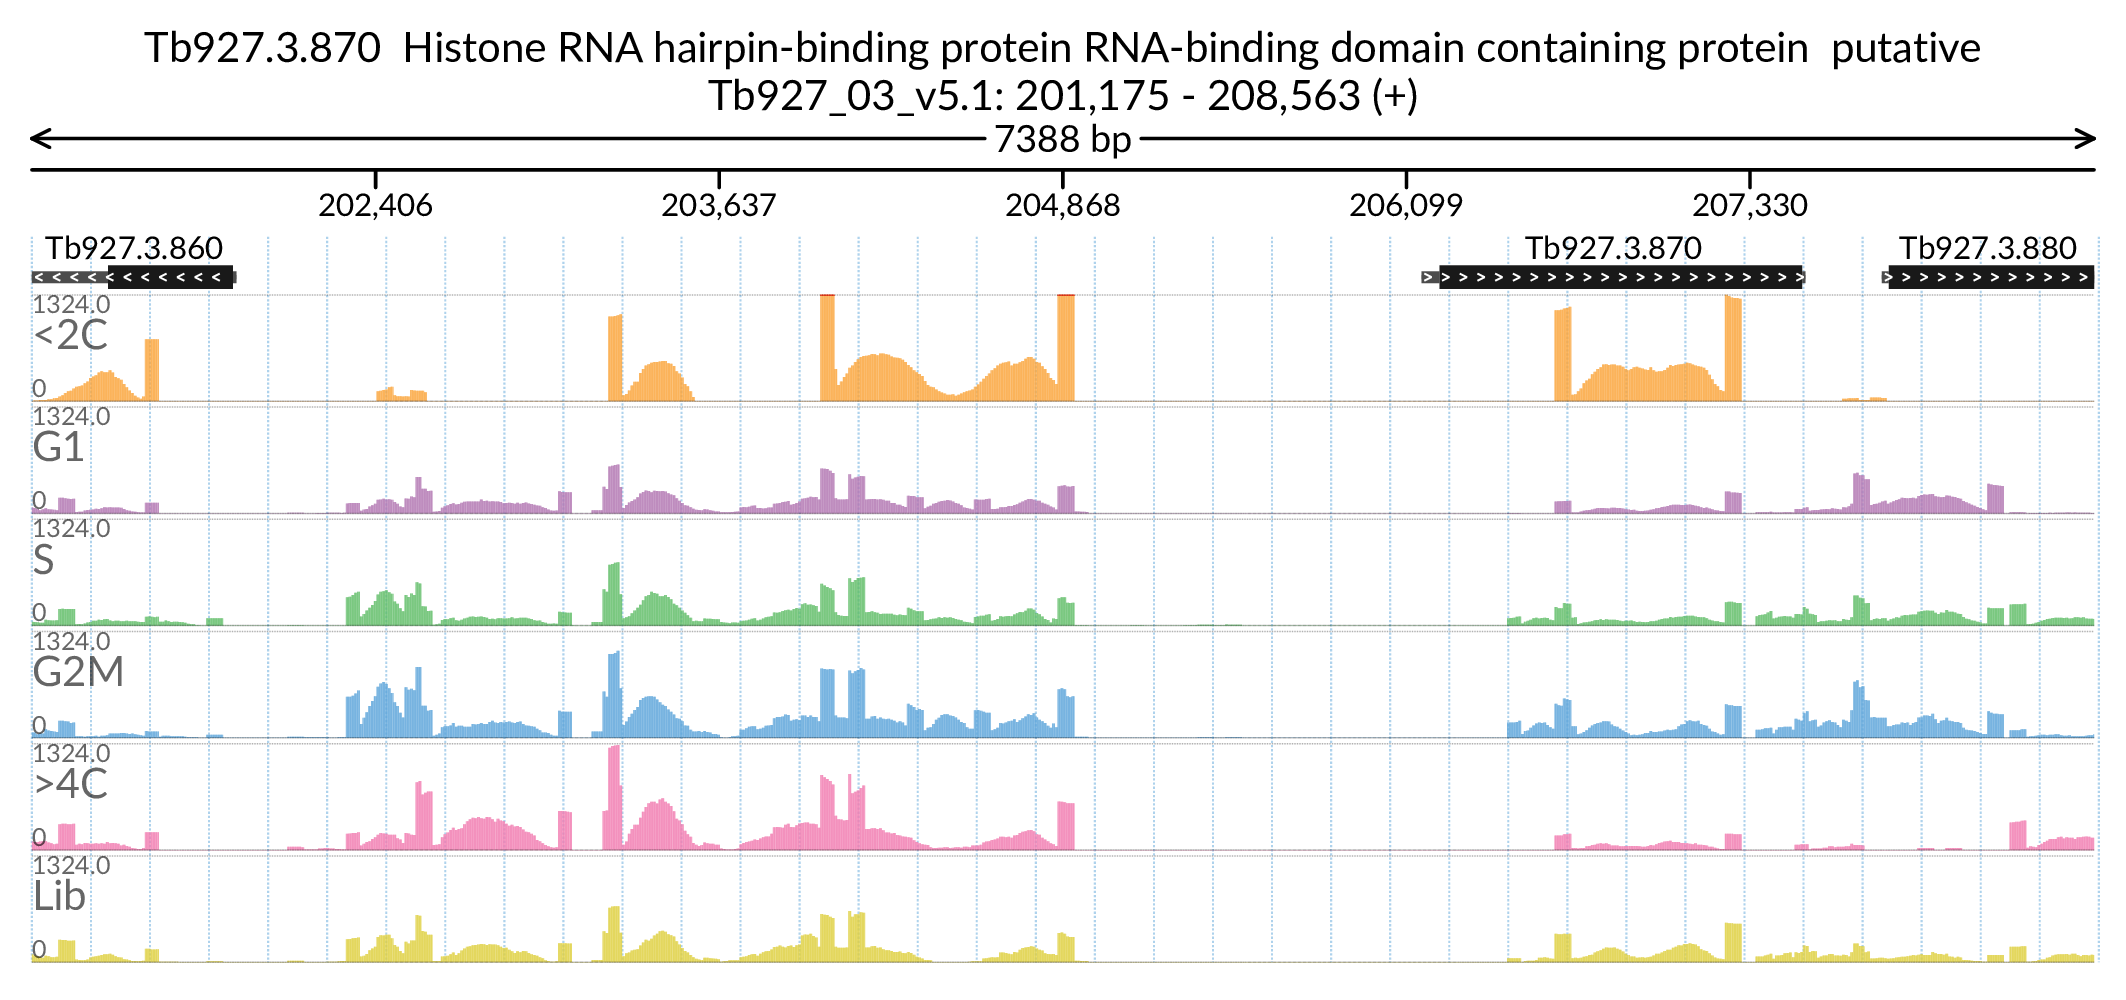 Tb927.3.870  Histone RNA hairpin-binding protein RNA-binding domain containing protein  putative
Tb927_03_v5.1: 201,175 - 208,563 (+)
7388 bp
202,406 203,637 204,868 206,099 207,330
Tb927.3.860 Tb927.3.870 Tb927.3.880
1324.0
<2C
0
1324.0
G1
0
1324.0
S
0
1324.0
G2M
0
1324.0
>4C
0
1324.0
Lib
0